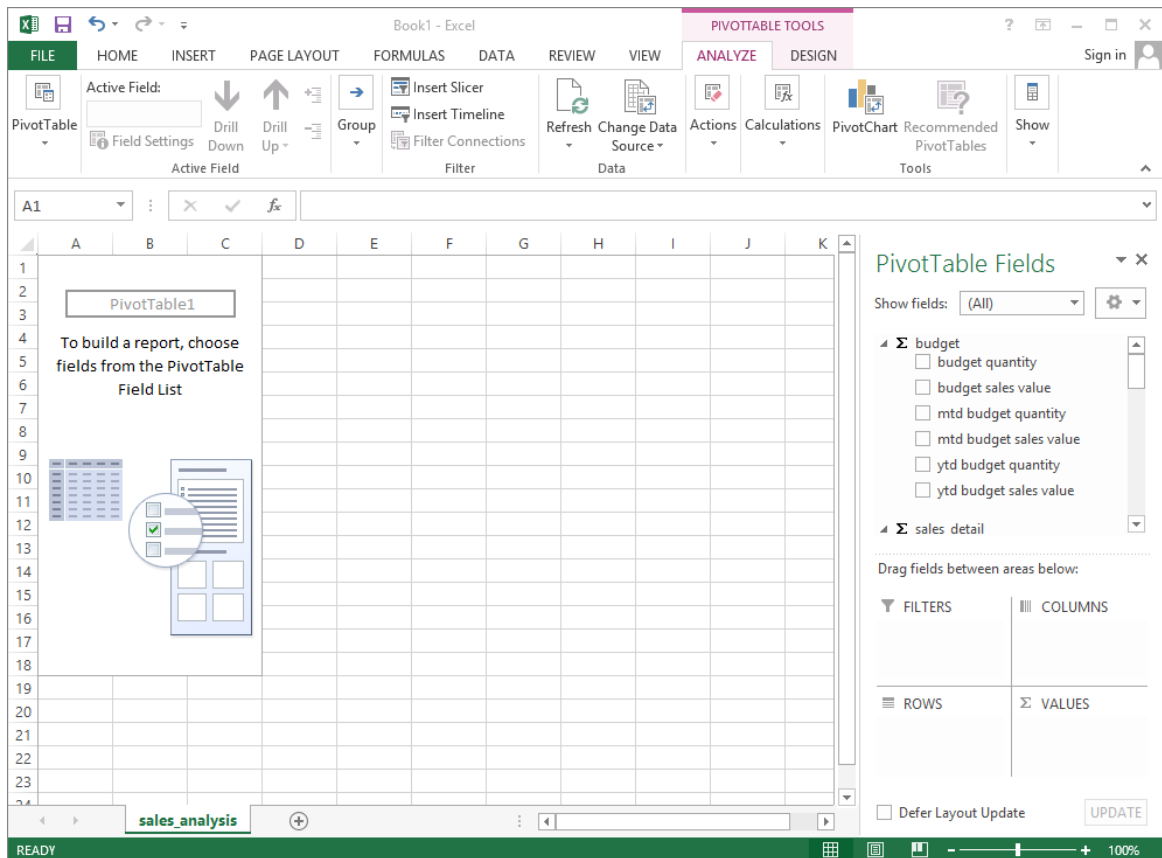 Book1 - Excel
PIVOTTABLE TOOLS
?
FILE HOME INSERT PAGE LAYOUT FORMULAS DATA REVIEW VIEW ANALYZE DESIGN Sign in
PivotTable
Active Field:
Field Settings
Drill Down
Drill Up
Active Field
Group
Insert Slicer
Insert Timeline
Filter Connections
Filter
Refresh
Change Data Source
Data
Actions
Calculations
PivotChart
Recommended PivotTables
Tools
Show
A1
fx
A B C D E F G H I J K
1
2
3
4
5
6
7
8
9
10
11
12
13
14
15
16
17
18
19
20
21
22
23
24
PivotTable1
To build a report, choose
fields from the PivotTable
Field List
PivotTable Fields
Show fields: (All)
Σ budget
budget quantity
budget sales value
mtd budget quantity
mtd budget sales value
ytd budget quantity
ytd budget sales value
Σ sales_detail
Drag fields between areas below:
FILTERS
COLUMNS
ROWS
Σ VALUES
Defer Layout Update
UPDATE
sales_analysis
READY
100%